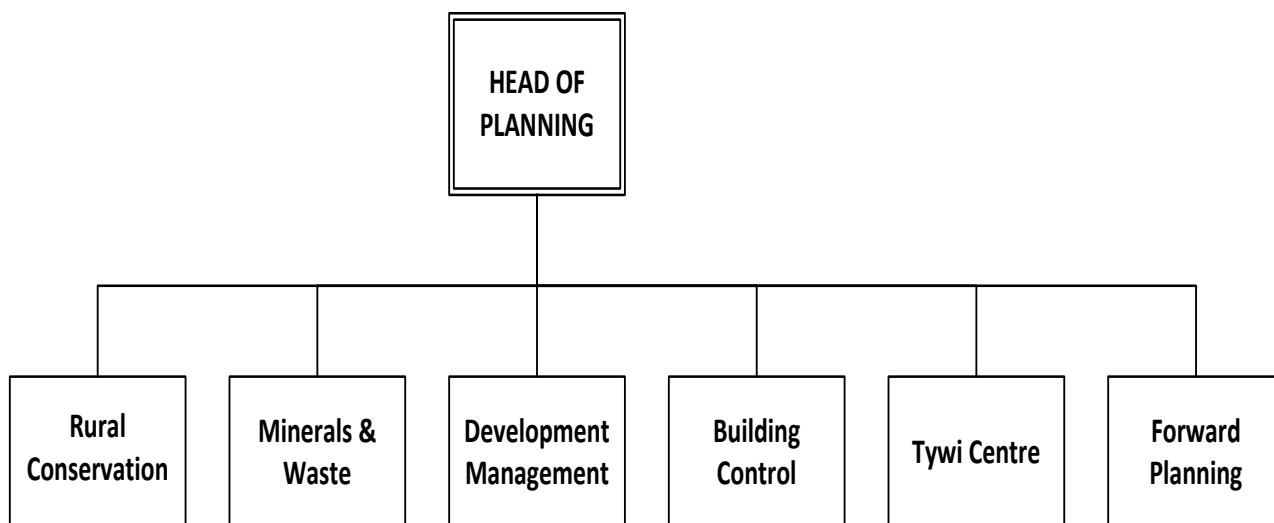 HEAD OF
PLANNING
Rural
Conservation
Minerals &
Waste
Development
Management
Building
Control
Tywi Centre
Forward
Planning